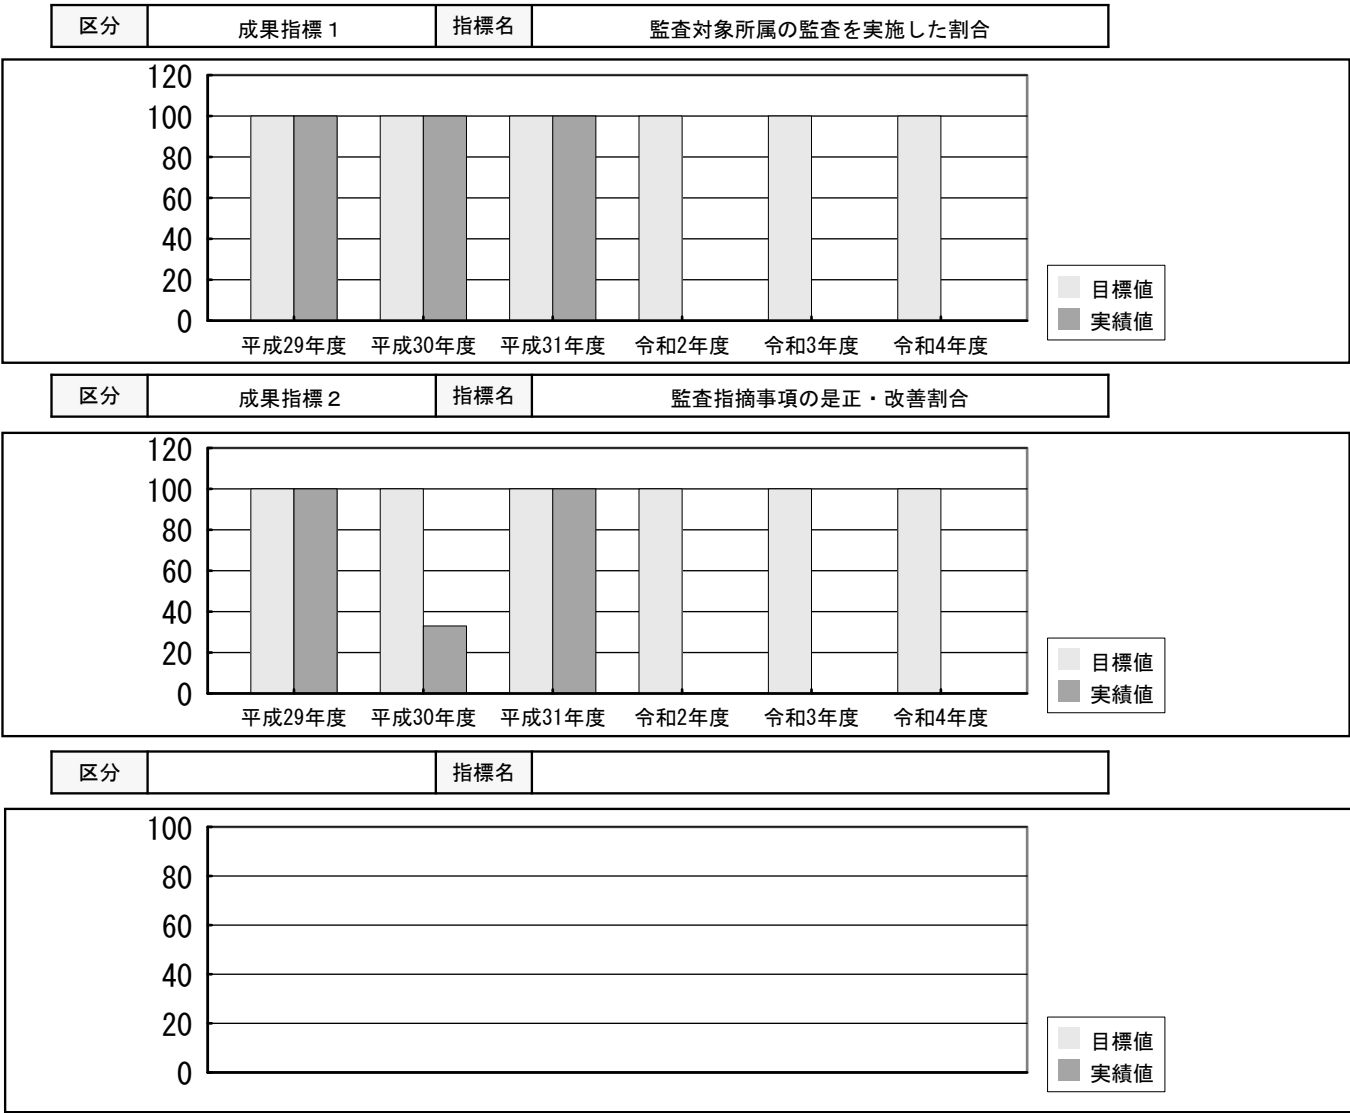 区分 成果指標１ 指標名 監査対象所属の監査を実施した割合
120
100
80
60
40
20
0
平成29年度 平成30年度 平成31年度 令和2年度 令和3年度 令和4年度
目標値
実績値
区分 成果指標２ 指標名 監査指摘事項の是正・改善割合
120
100
80
60
40
20
0
平成29年度 平成30年度 平成31年度 令和2年度 令和3年度 令和4年度
目標値
実績値
区分 指標名
100
80
60
40
20
0
目標値
実績値